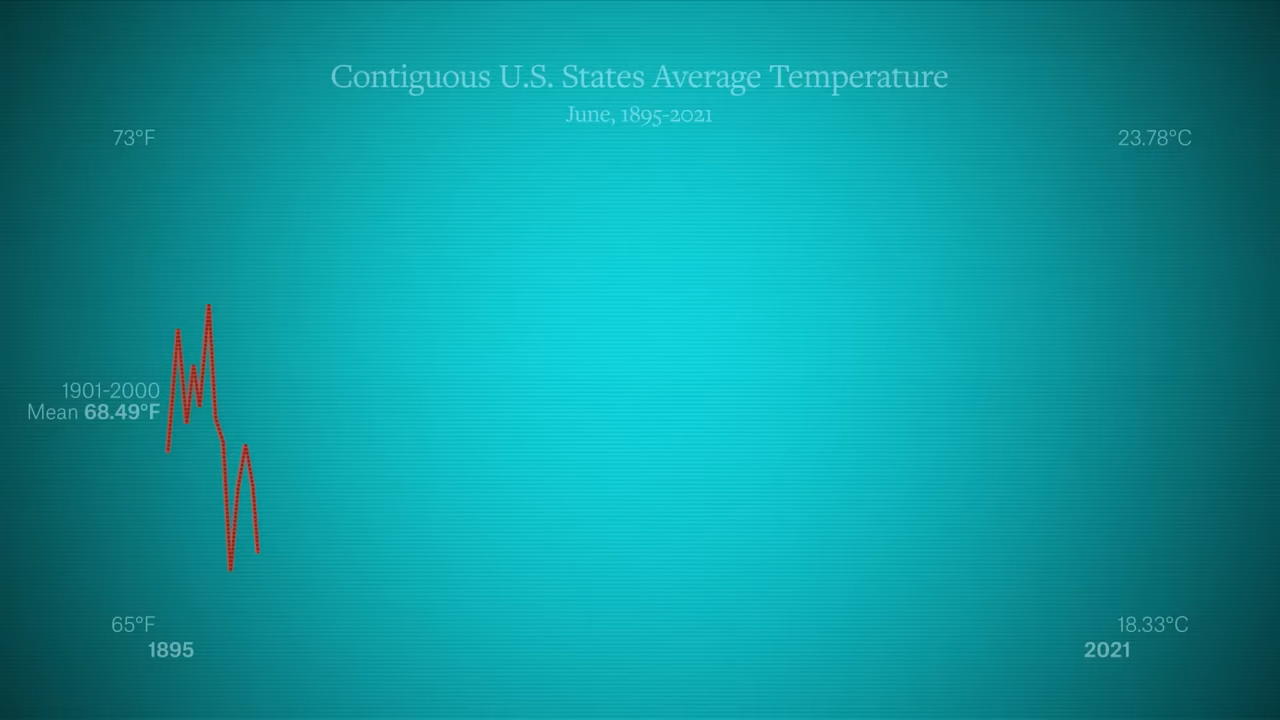 Contiguous U.S. States Average Temperature
June, 1895-2021
73°F
23.78°C
1901-2000
Mean 68.49°F
65°F
18.33°C
1895
2021